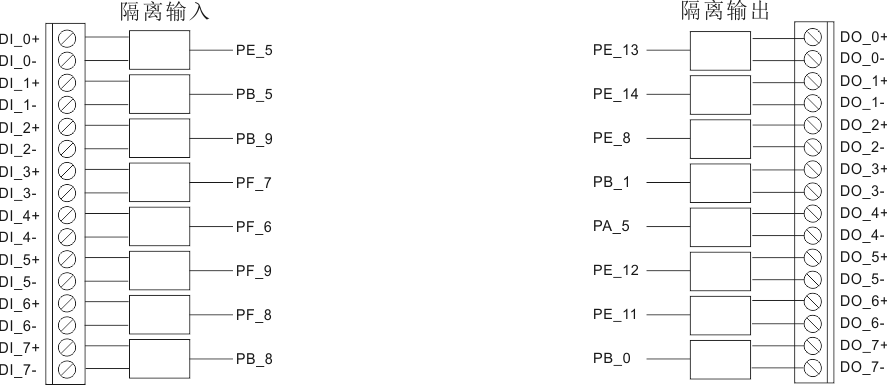 隔离输入
DI_0+
DI_0-
PE_5
DI_1+
DI_1-
PB_5
DI_2+
DI_2-
PB_9
DI_3+
DI_3-
PF_7
DI_4+
DI_4-
PF_6
DI_5+
DI_5-
PF_9
DI_6+
DI_6-
PF_8
DI_7+
DI_7-
PB_8
隔离输出
PE_13
DO_0+
DO_0-
PE_14
DO_1+
DO_1-
PE_8
DO_2+
DO_2-
PB_1
DO_3+
DO_3-
PA_5
DO_4+
DO_4-
PE_12
DO_5+
DO_5-
PE_11
DO_6+
DO_6-
PB_0
DO_7+
DO_7-